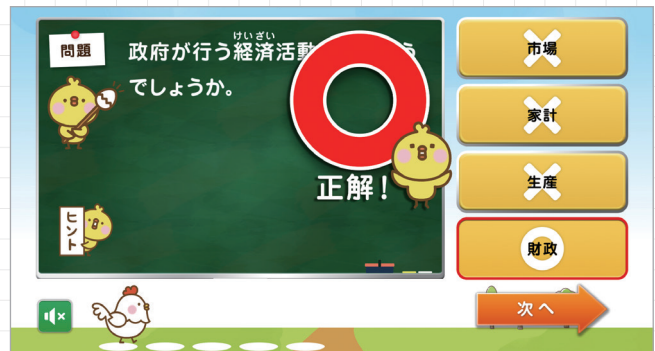 問題
けいざい
政府が行う経済活動
う
でしょうか。
正解!
ヒント
市場
家計
生産
財政
次へ